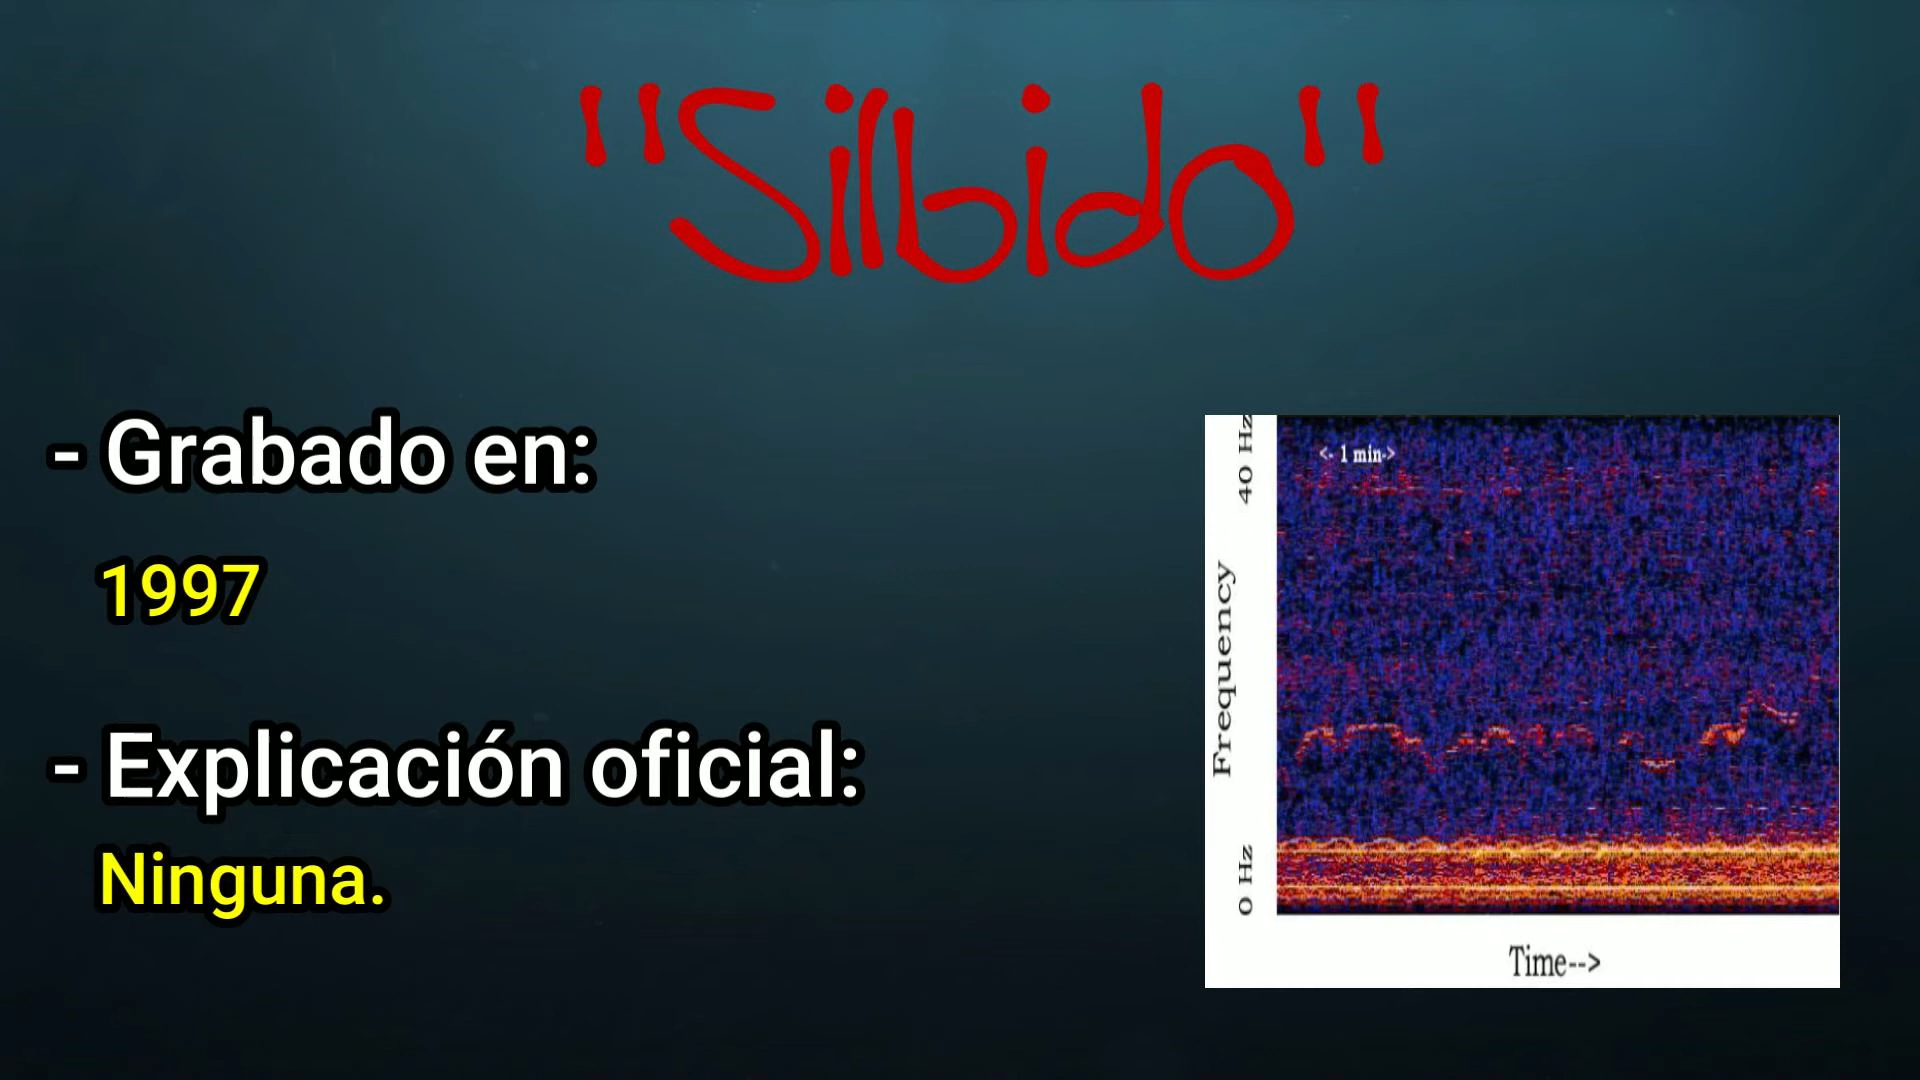 "Silbido"
- Grabado en:
1997
- Explicación oficial:
Ninguna.
40 Hz
<- 1 min->
Frequency
0 Hz
Time-->